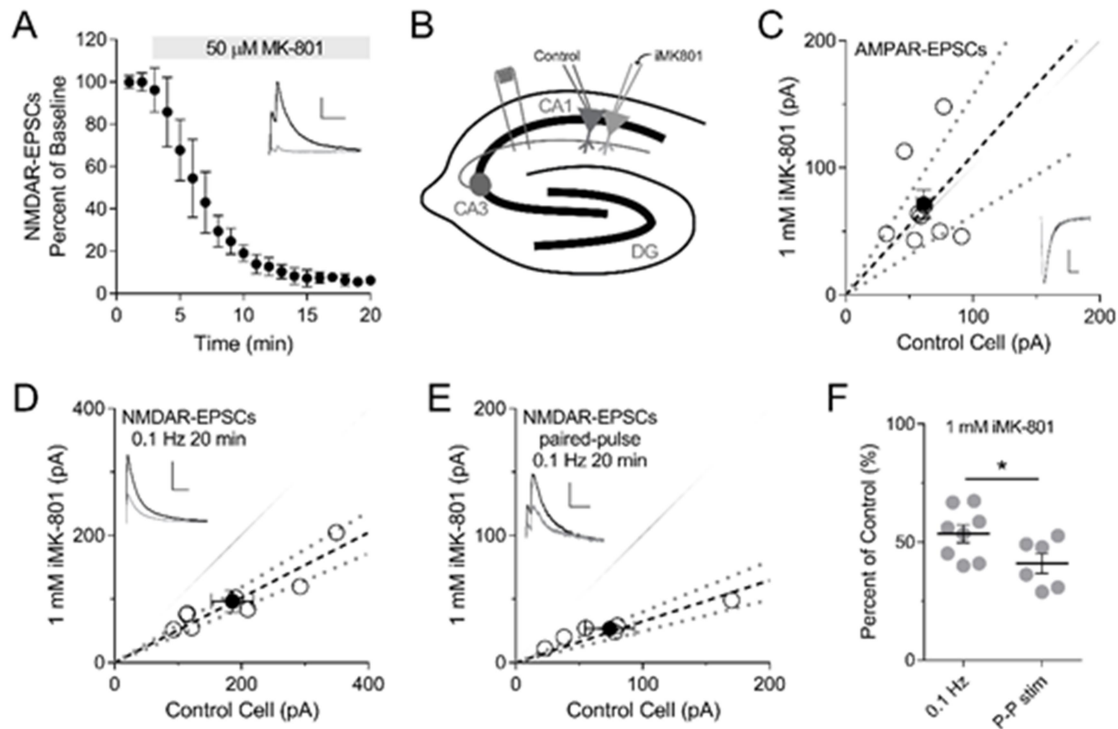 A
50 μM MK-801
NMDAR-EPSCs
Percent of Baseline
120
100
80
60
40
20
0
0 5 10 15 20
Time (min)
B
Control
iMK801
CA1
CA3
DG
C
AMPAR-EPSCs
1 mM iMK-801 (pA)
200
100
0
0 100 200
Control Cell (pA)
D
NMDAR-EPSCs
0.1 Hz 20 min
1 mM iMK-801 (pA)
400
200
0
0 200 400
Control Cell (pA)
E
NMDAR-EPSCs
paired-pulse
0.1 Hz 20 min
1 mM iMK-801 (pA)
200
100
0
0 100 200
Control Cell (pA)
F
1 mM iMK-801
*
Percent of Control (%)
100
50
0
0.1 Hz
P-P stim